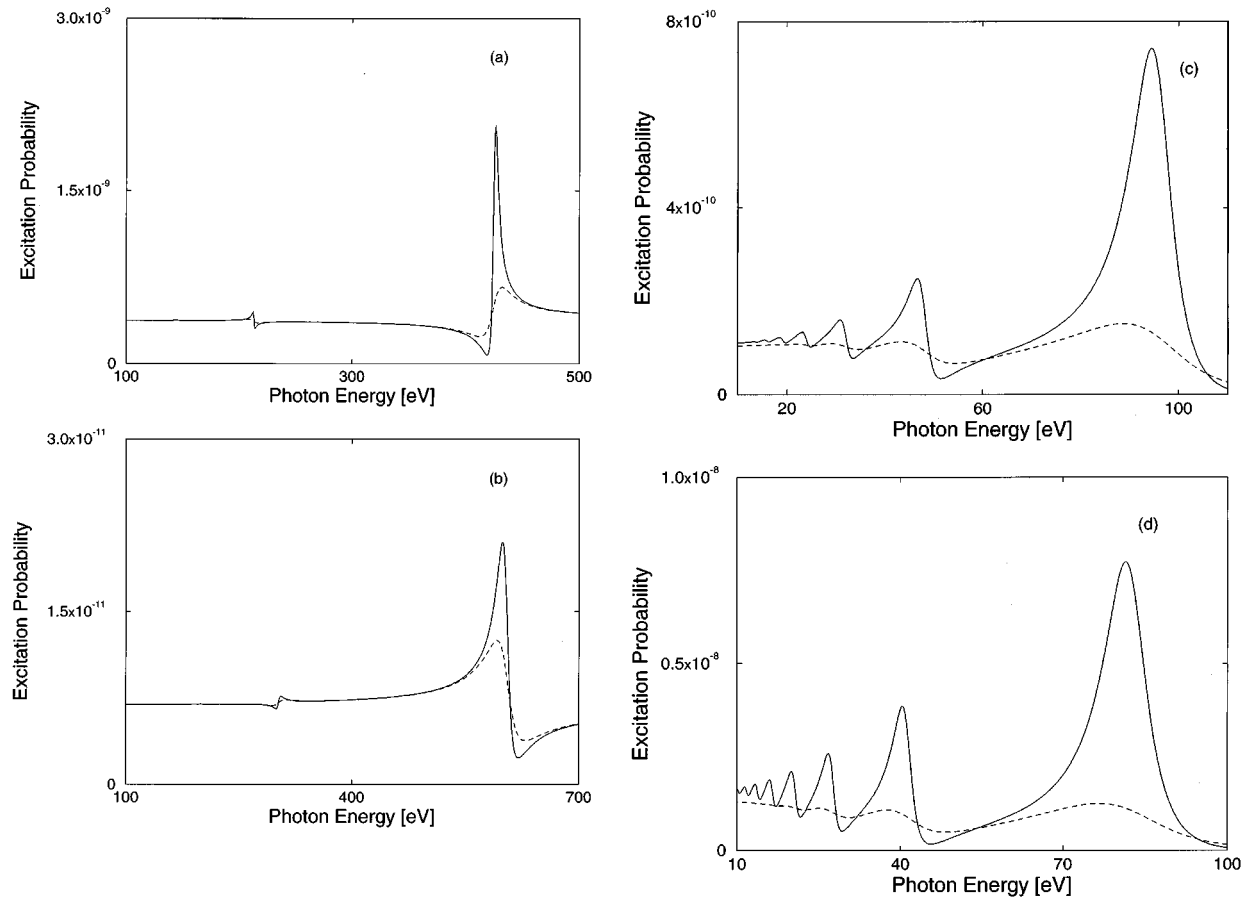 (a)
Excitation Probability
3.0x10⁻⁹
1.5x10⁻⁹
0
100
300
500
Photon Energy [eV]
(b)
Excitation Probability
3.0x10⁻¹¹
1.5x10⁻¹¹
0
100
400
700
Photon Energy [eV]
(c)
Excitation Probability
8x10⁻¹⁰
4x10⁻¹⁰
0
20
60
100
Photon Energy [eV]
(d)
Excitation Probability
1.0x10⁻⁸
0.5x10⁻⁸
0
10
40
70
100
Photon Energy [eV]